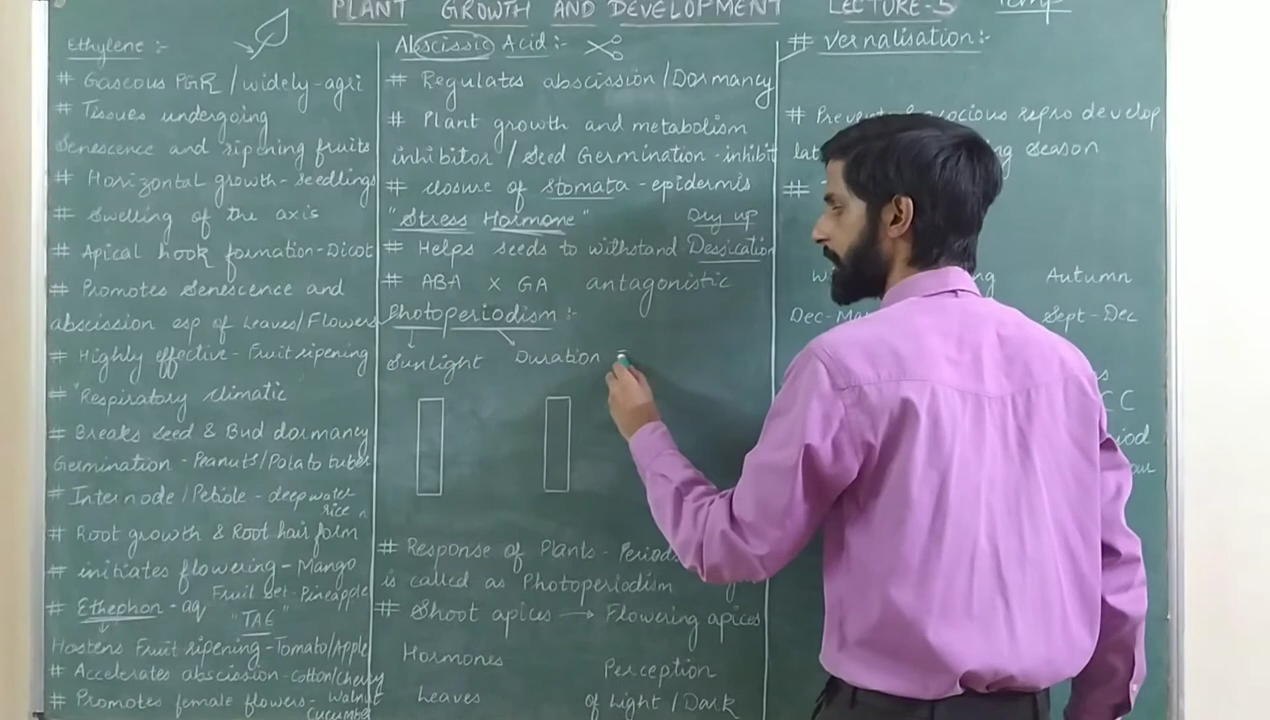 PLANT GROWTH AND DEVELOPMENT LECTURE-5 Temp
Ethylene :-
# Gaseous PGR / widely-agri
# Tissues undergoing
Senescence and ripening fruits
# Horizontal growth - seedlings
# Swelling of the axis
# Apical hook formation-Dicot
# Promotes Senescence and
abscission esp of Leaves/Flowers
# Highly effective - Fruit ripening
# "Respiratory climatic
# Breaks Seed & Bud dormancy
Germination - Peanuts/Potato tuber
# Internode / Petiole - deepwater
rice
# Root growth & Root hair form
# initiates flowering - Mango
Fruit Set - Pineapple
# Ethephon - aq "TAE"
Hastens Fruit ripening-Tomato/Apple
# Accelerates abscission-cotton/cherry
# Promotes female flowers - walnut
cucumber
Abscissic Acid :-
# Regulates abscission / Dormancy
# Plant growth and metabolism
inhibitor / Seed Germination - inhibit
# closure of stomata - epidermis
"Stress Hormone" Dry up
# Helps seeds to withstand Dessication
# ABA X GA antagonistic
Photoperiodism :-
Sunlight Duration
# Response of Plants - Periods
is called as Photoperiodism
# Shoot apices → Flowering apices
Hormones Perception
Leaves of Light / Dark
# Vernalisation :-
# repro develop
season
#
Autumn
Sept - Dec